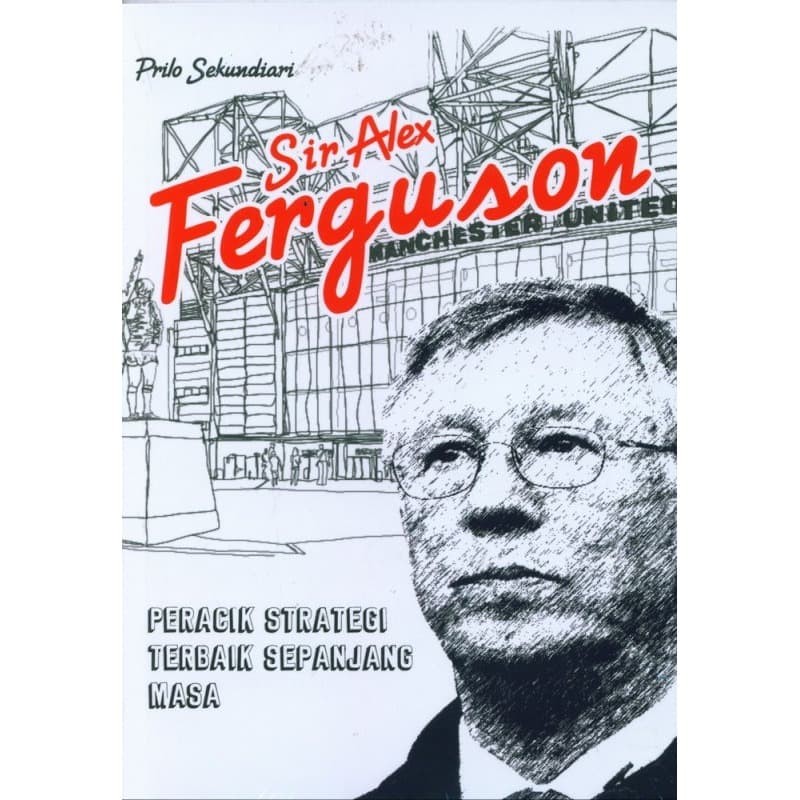 Prilo Sekundiari
Sir Alex
Ferguson
MANCHESTER UNITED
PERACIK STRATEGI
TERBAIK SEPANJANG
MASA